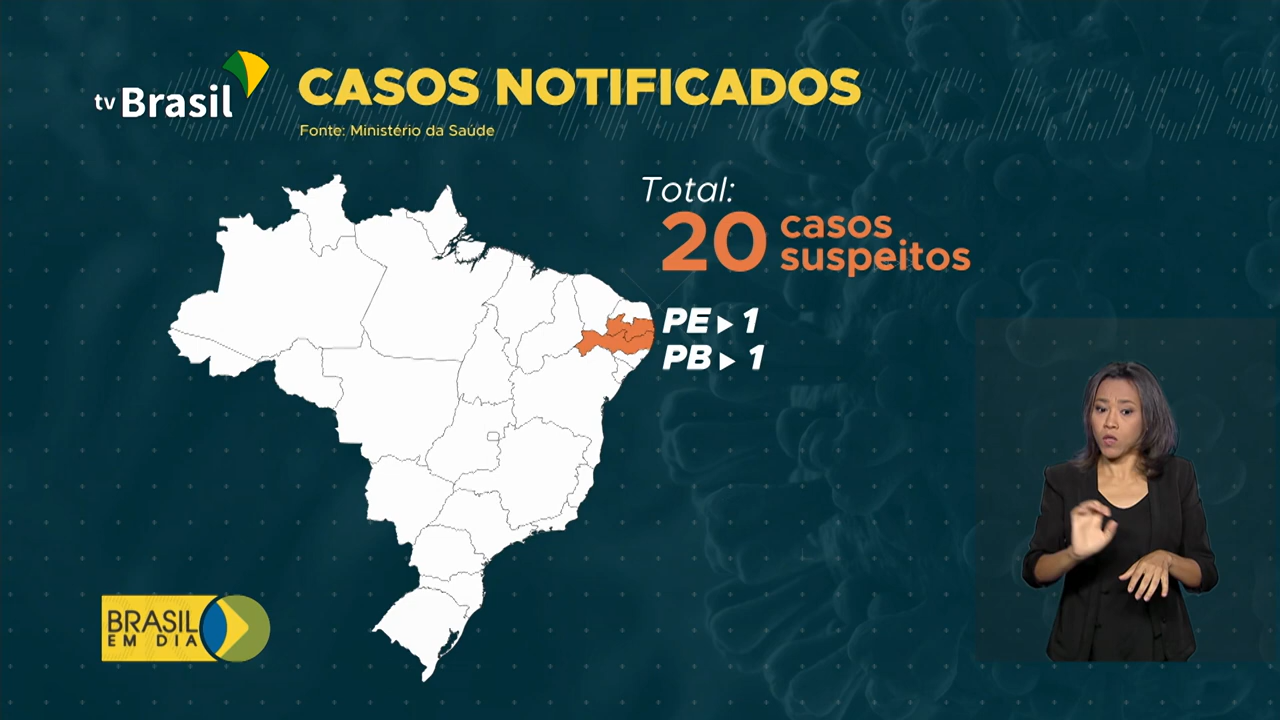 tv Brasil
CASOS NOTIFICADOS
Fonte: Ministério da Saúde
Total:
20 casos
suspeitos
PE 1
PB 1
BRASIL
EM DIA